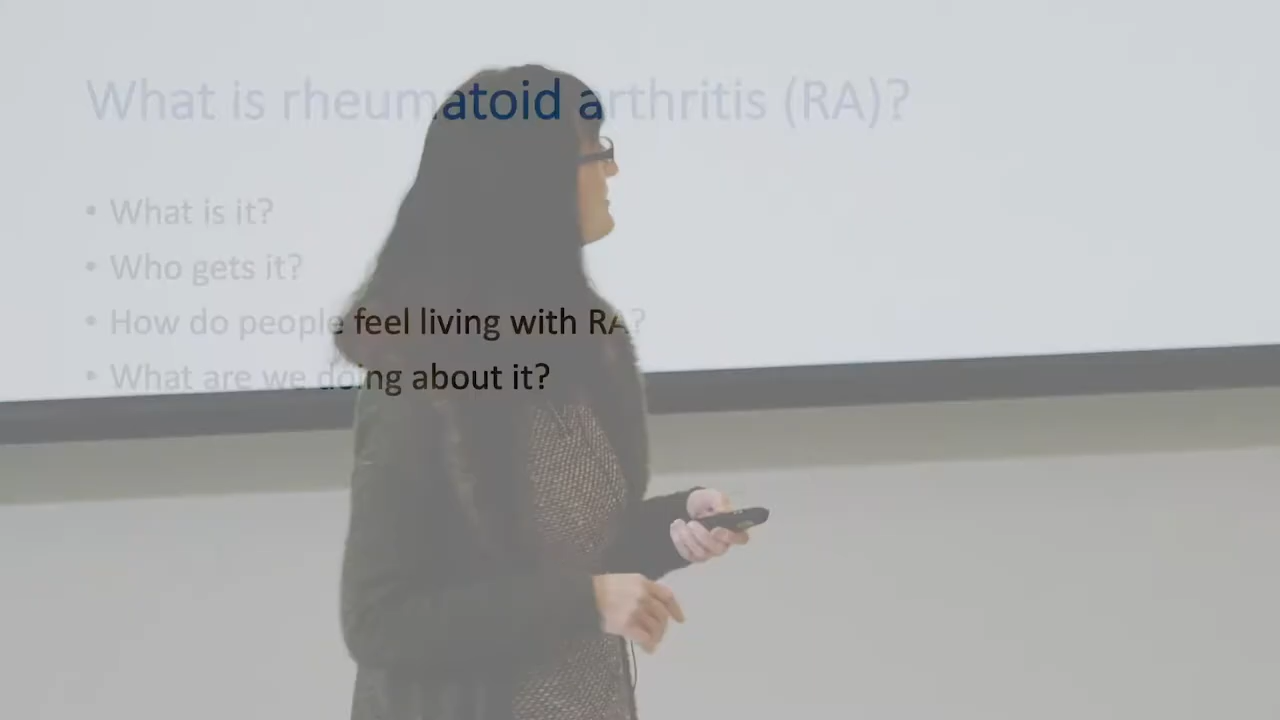 What is rheumatoid arthritis (RA)?
• What is it?
• Who gets it?
• How do people feel living with RA?
• What are we doing about it?